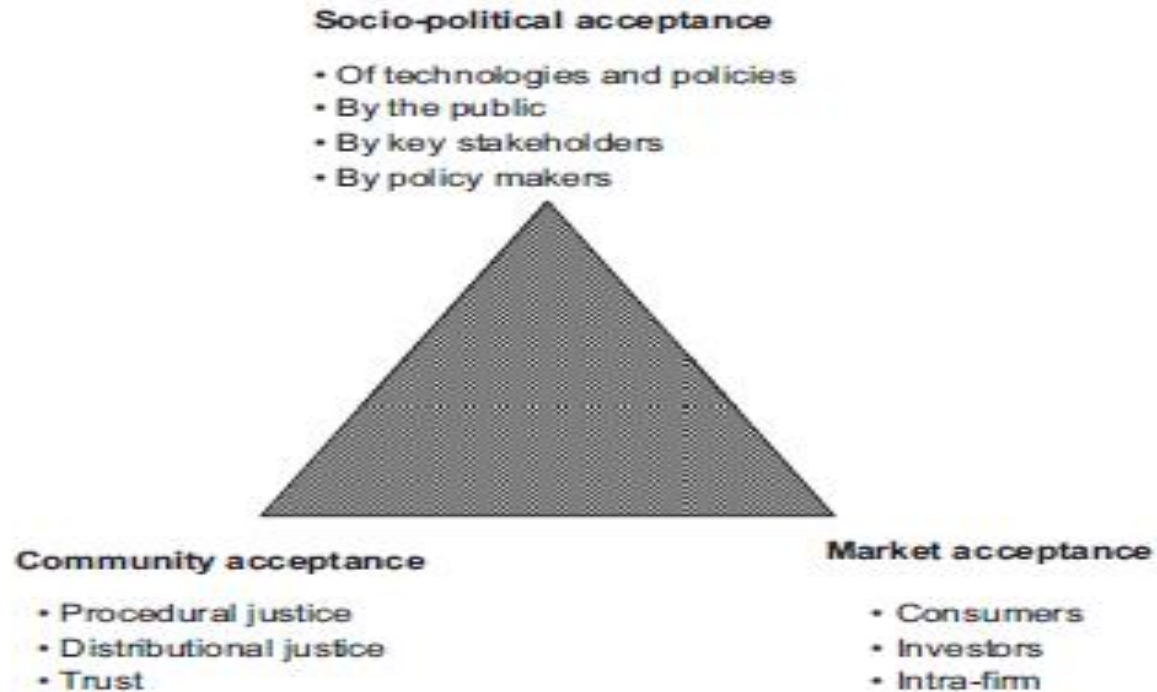 Socio-political acceptance
• Of technologies and policies
• By the public
• By key stakeholders
• By policy makers
Community acceptance
• Procedural justice
• Distributional justice
• Trust
Market acceptance
• Consumers
• Investors
• Intra-firm